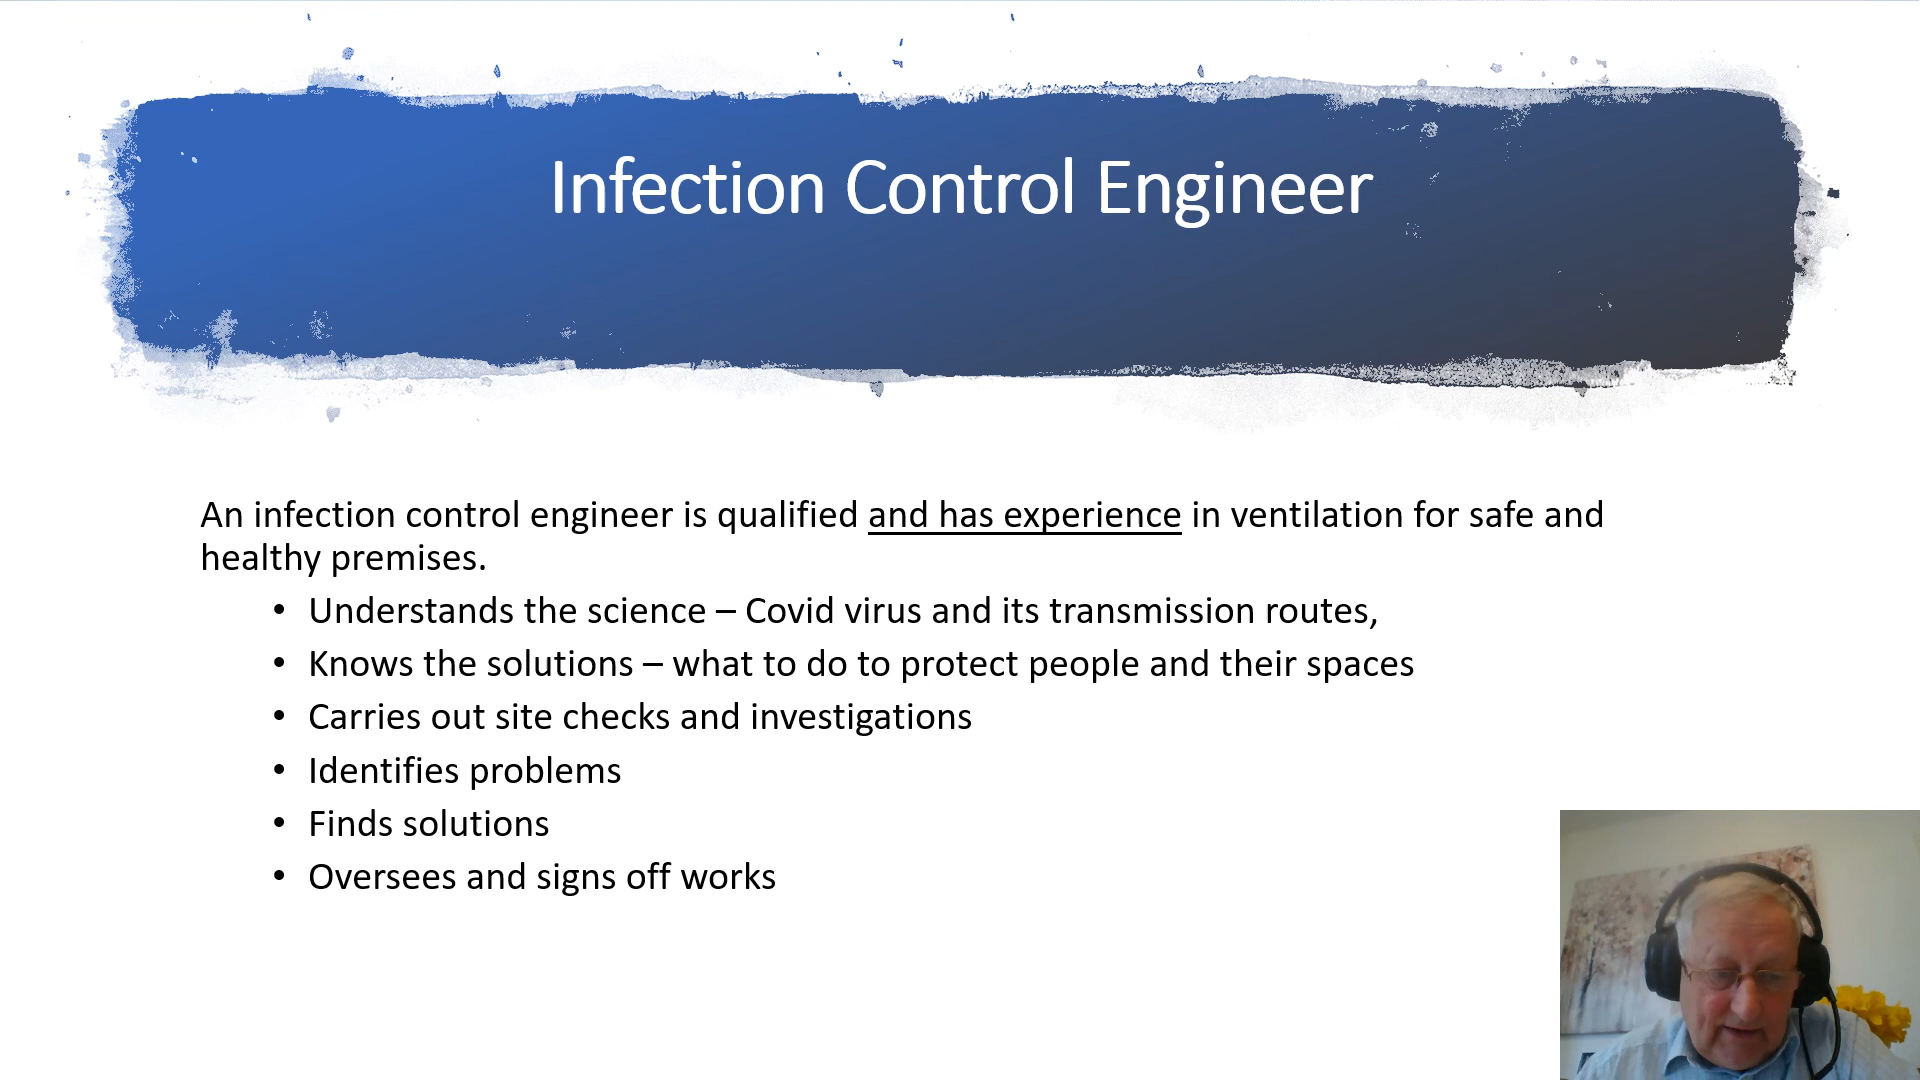 Infection Control Engineer
An infection control engineer is qualified and has experience in ventilation for safe and
healthy premises.
• Understands the science – Covid virus and its transmission routes,
• Knows the solutions – what to do to protect people and their spaces
• Carries out site checks and investigations
• Identifies problems
• Finds solutions
• Oversees and signs off works